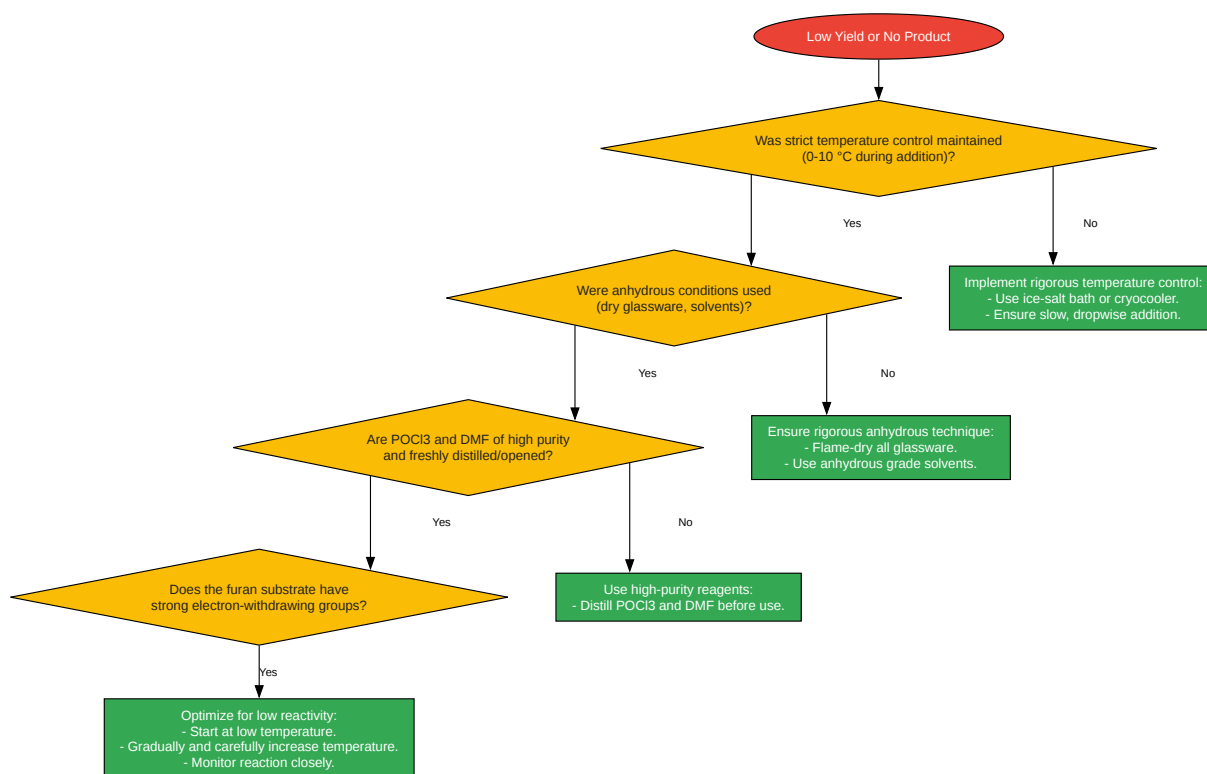 Low Yield or No Product
Was strict temperature control maintained
(0-10 °C during addition)?
Yes
No
Were anhydrous conditions used
(dry glassware, solvents)?
Implement rigorous temperature control:
- Use ice-salt bath or cryocooler.
- Ensure slow, dropwise addition.
Yes
No
Are POCl3 and DMF of high purity
and freshly distilled/opened?
Ensure rigorous anhydrous technique:
- Flame-dry all glassware.
- Use anhydrous grade solvents.
Yes
No
Does the furan substrate have
strong electron-withdrawing groups?
Use high-purity reagents:
- Distill POCl3 and DMF before use.
Yes
Optimize for low reactivity:
- Start at low temperature.
- Gradually and carefully increase temperature.
- Monitor reaction closely.